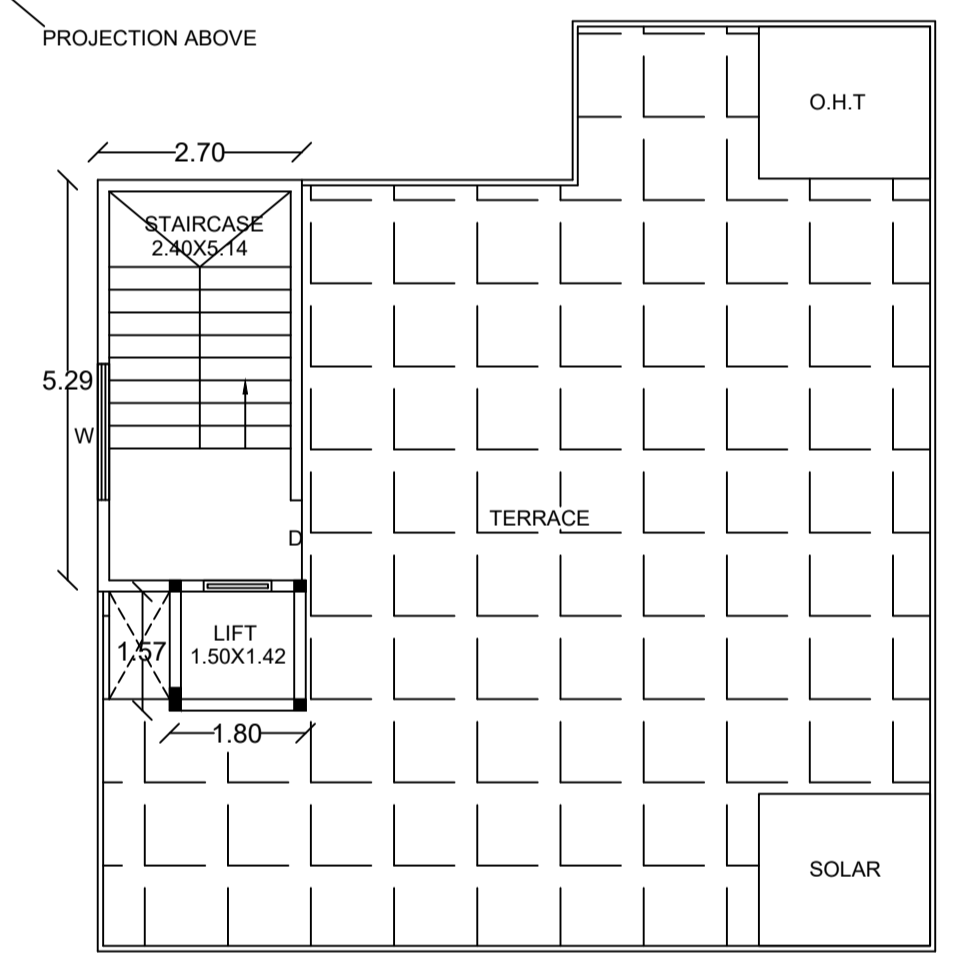 PROJECTION ABOVE
O.H.T
2.70
STAIRCASE
2.40X5.14
5.29
W
TERRACE
D
LIFT
1.50X1.42
1.57
1.80
SOLAR